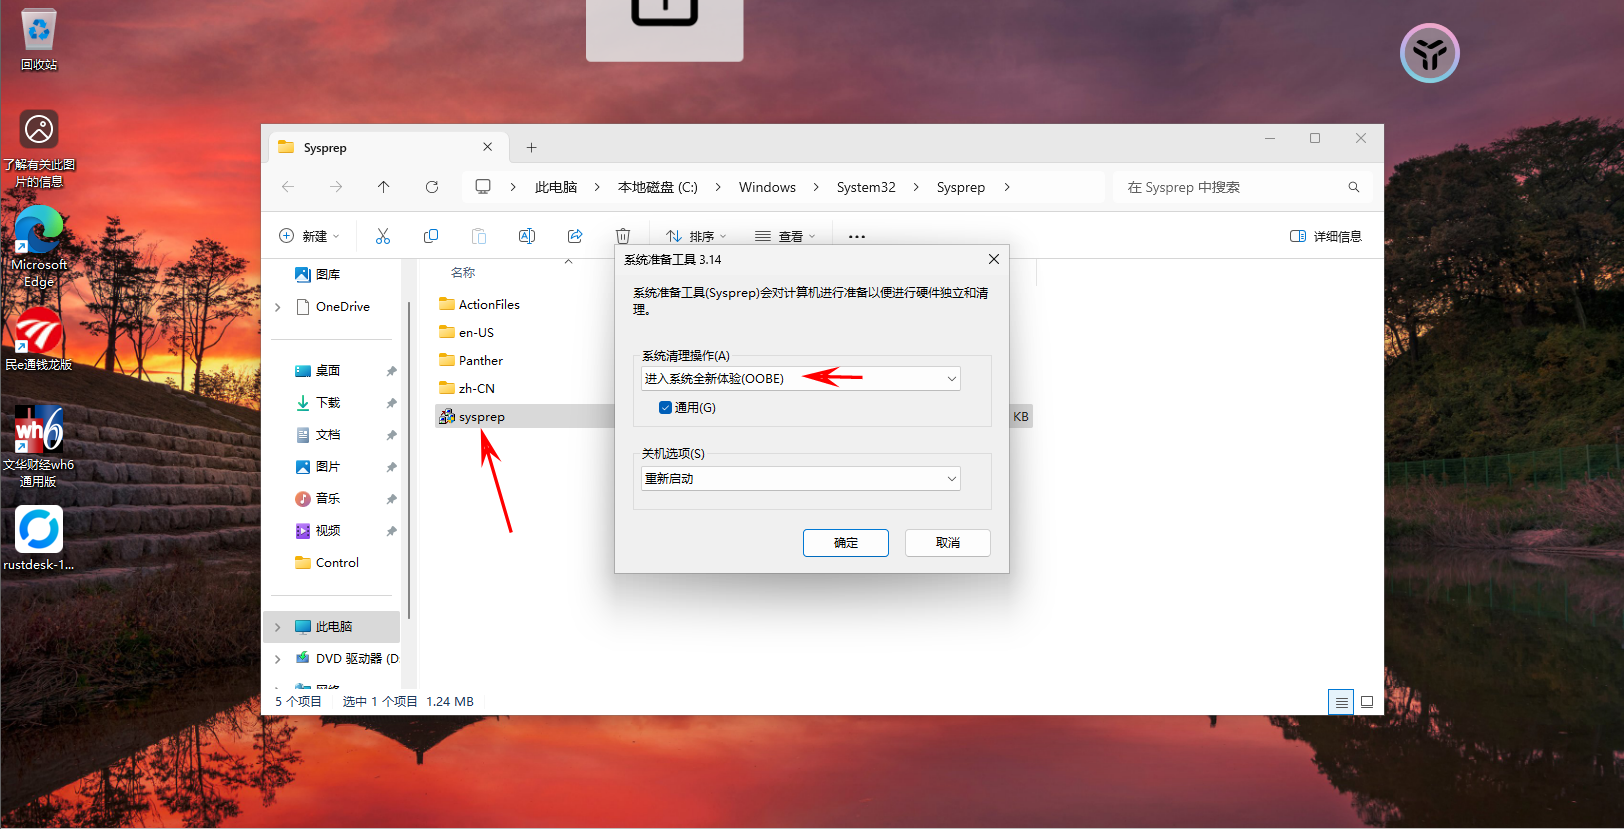 回收站
了解有关此图
片的信息
Microsoft
Edge
民e通钱龙版
wh6
文华财经wh6
通用版
rustdesk-1...
Sysprep
此电脑
本地磁盘 (C:)
Windows
System32
Sysprep
在 Sysprep 中搜索
新建
排序
查看
详细信息
图库
OneDrive
桌面
下载
文档
图片
音乐
视频
Control
此电脑
DVD 驱动器 (D
网络
名称
ActionFiles
en-US
Panther
zh-CN
sysprep
KB
系统准备工具 3.14
系统准备工具(Sysprep)会对计算机进行准备以便进行硬件独立和清
理。
系统清理操作(A)
进入系统全新体验(OOBE)
通用(G)
关机选项(S)
重新启动
确定
取消
5 个项目
选中 1 个项目 1.24 MB